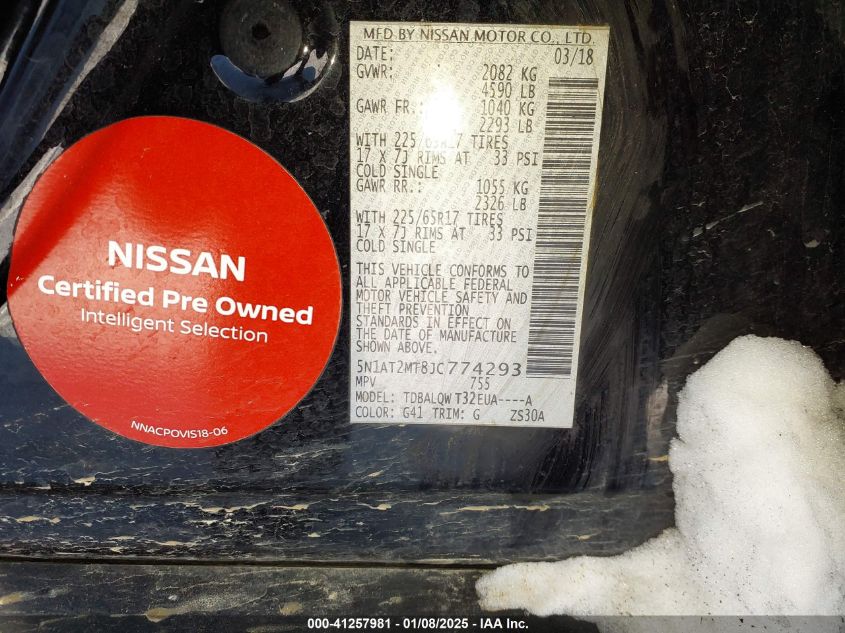 NISSAN
Certified Pre Owned
Intelligent Selection
NNACPOVIS18-06
MFD BY NISSAN MOTOR CO., LTD.
DATE: 03/18
GVWR: 2082 KG
4590 LB
GAWR FR.: 1040 KG
2293 LB
WITH 225/65R17 TIRES
17 X 7J RIMS AT 33 PSI
COLD SINGLE
GAWR RR.: 1055 KG
2326 LB
WITH 225/65R17 TIRES
17 X 7J RIMS AT 33 PSI
COLD SINGLE
THIS VEHICLE CONFORMS TO
ALL APPLICABLE FEDERAL
MOTOR VEHICLE SAFETY AND
THEFT PREVENTION
STANDARDS IN EFFECT ON
THE DATE OF MANUFACTURE
SHOWN ABOVE.
5N1AT2MT8JC774293
MPV 755
MODEL: TDBALQW T32EUA----A
COLOR: G41 TRIM: G ZS30A
000-41257981 - 01/08/2025 - IAA Inc.